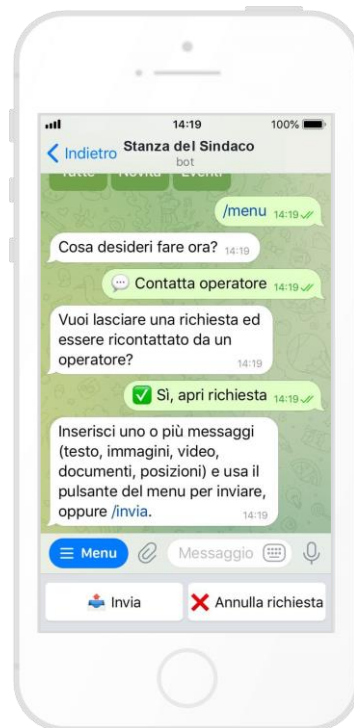 14:19 100%
Indietro Stanza del Sindaco
bot
Tutte Novità Eventi
/menu 14:19
Cosa desideri fare ora? 14:19
Contatta operatore 14:19
Vuoi lasciare una richiesta ed
essere ricontattato da un
operatore? 14:19
Sì, apri richiesta 14:19
Inserisci uno o più messaggi
(testo, immagini, video,
documenti, posizioni) e usa il
pulsante del menu per inviare,
oppure /invia. 14:19
Menu Messaggio
Invia Annulla richiesta